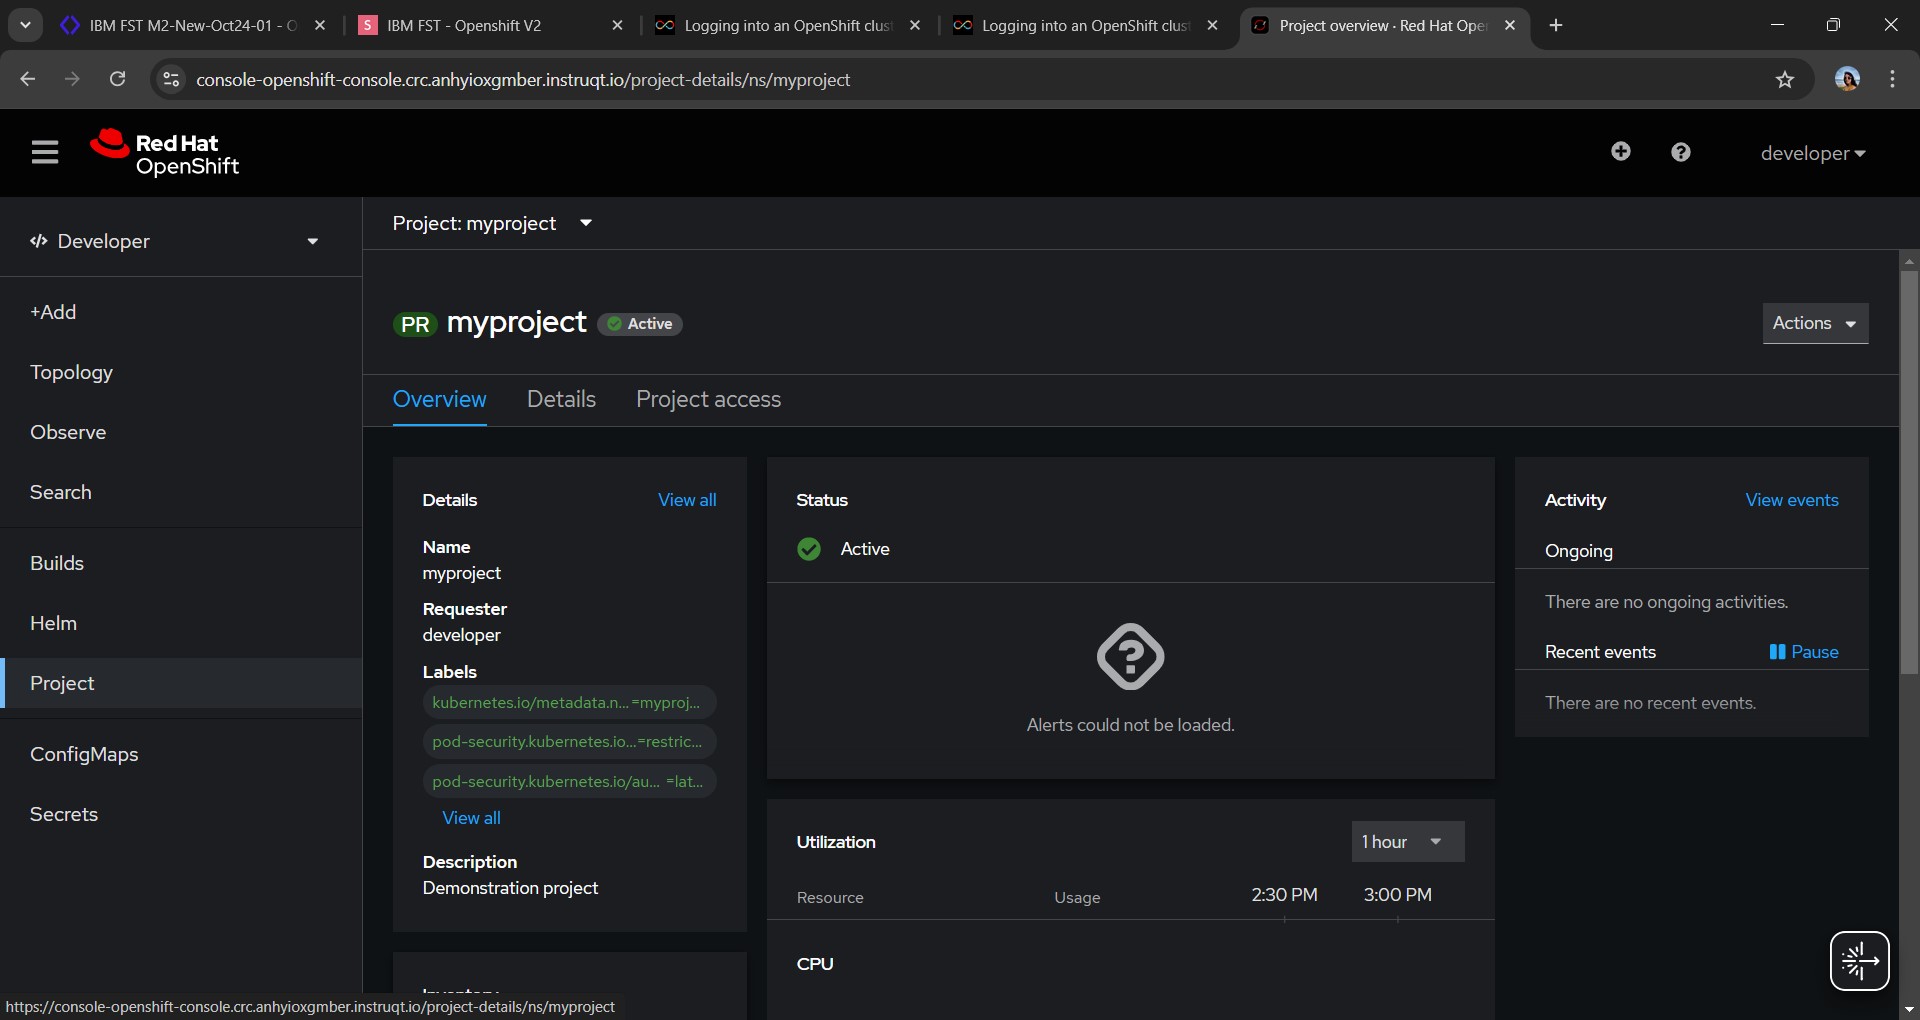 IBM FST M2-New-Oct24-01 - O
IBM FST - Openshift V2
Logging into an OpenShift clus
Logging into an OpenShift clus
Project overview · Red Hat Ope
console-openshift-console.crc.anhyioxgmber.instruqt.io/project-details/ns/myproject
Red Hat
OpenShift
developer
Developer
Project: myproject
+Add
Topology
Observe
Search
Builds
Helm
Project
ConfigMaps
Secrets
PR myproject Active
Actions
Overview Details Project access
Details View all
Name
myproject
Requester
developer
Labels
kubernetes.io/metadata.n... =myproj...
pod-security.kubernetes.io... =restric...
pod-security.kubernetes.io/au... =lat...
View all
Description
Demonstration project
Status
Active
Alerts could not be loaded.
Utilization
1 hour
Resource Usage 2:30 PM 3:00 PM
CPU
Activity View events
Ongoing
There are no ongoing activities.
Recent events Pause
There are no recent events.
https://console-openshift-console.crc.anhyioxgmber.instruqt.io/project-details/ns/myproject